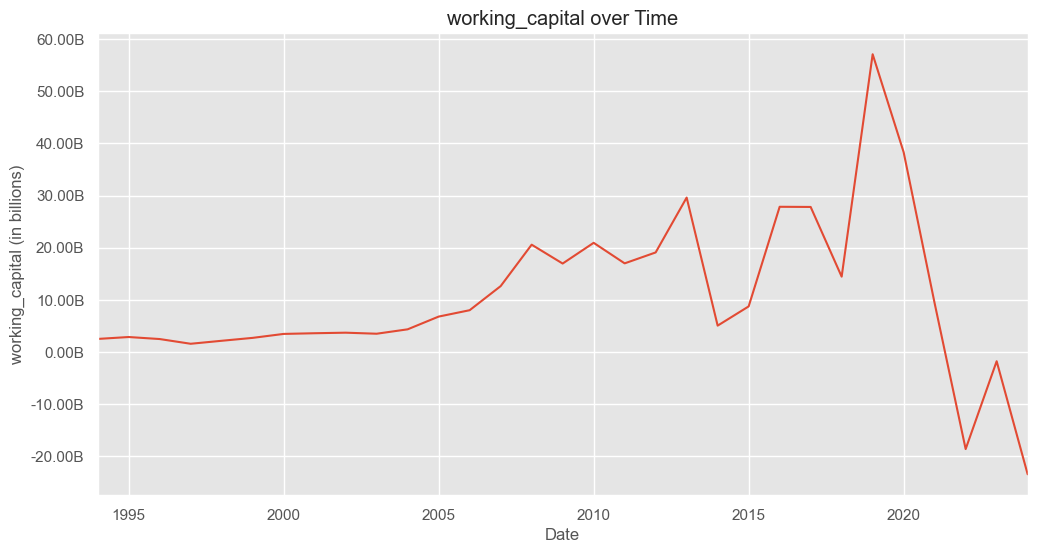 working_capital over Time
60.00B
50.00B
40.00B
30.00B
20.00B
10.00B
0.00B
-10.00B
-20.00B
working_capital (in billions)
1995 2000 2005 2010 2015 2020
Date